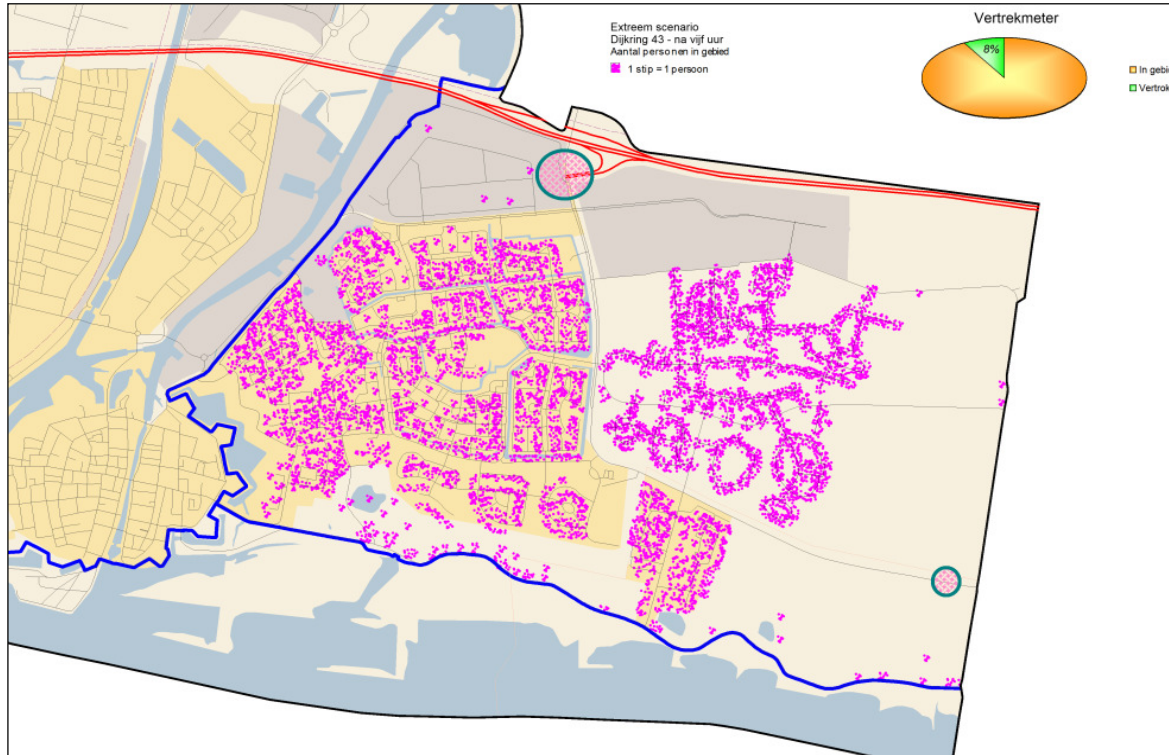 Extreem scenario
Dijkring 43 - na vijf uur
Aantal personen in gebied
1 stip = 1 persoon
Vertrekmeter
8%
In gebie
Vertrok